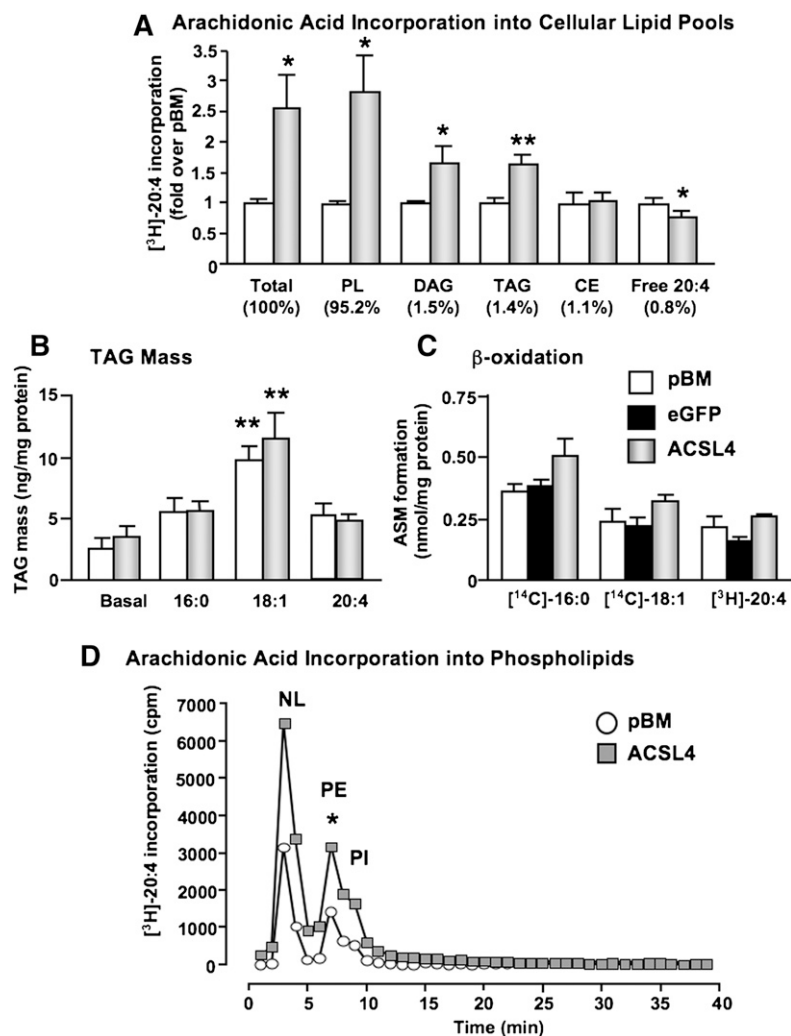 A Arachidonic Acid Incorporation into Cellular Lipid Pools
[³H]-20:4 incorporation
(fold over pBM)
3.5
3
2.5
2
1.5
1
0.5
0
* * * ** *
Total PL DAG TAG CE Free 20:4
(100%) (95.2% (1.5%) (1.4%) (1.1%) (0.8%)
B TAG Mass
TAG mass (ng/mg protein)
15
10
5
0
** **
Basal 16:0 18:1 20:4
C β-oxidation
ASM formation
(nmol/mg protein)
0.75
0.50
0.25
0
pBM
eGFP
ACSL4
[¹⁴C]-16:0 [¹⁴C]-18:1 [³H]-20:4
D Arachidonic Acid Incorporation into Phospholipids
[³H]-20:4 incorporation (cpm)
7000
6000
5000
4000
3000
2000
1000
0
NL
PE
*
PI
pBM
ACSL4
0 5 10 15 20 25 30 35 40
Time (min)